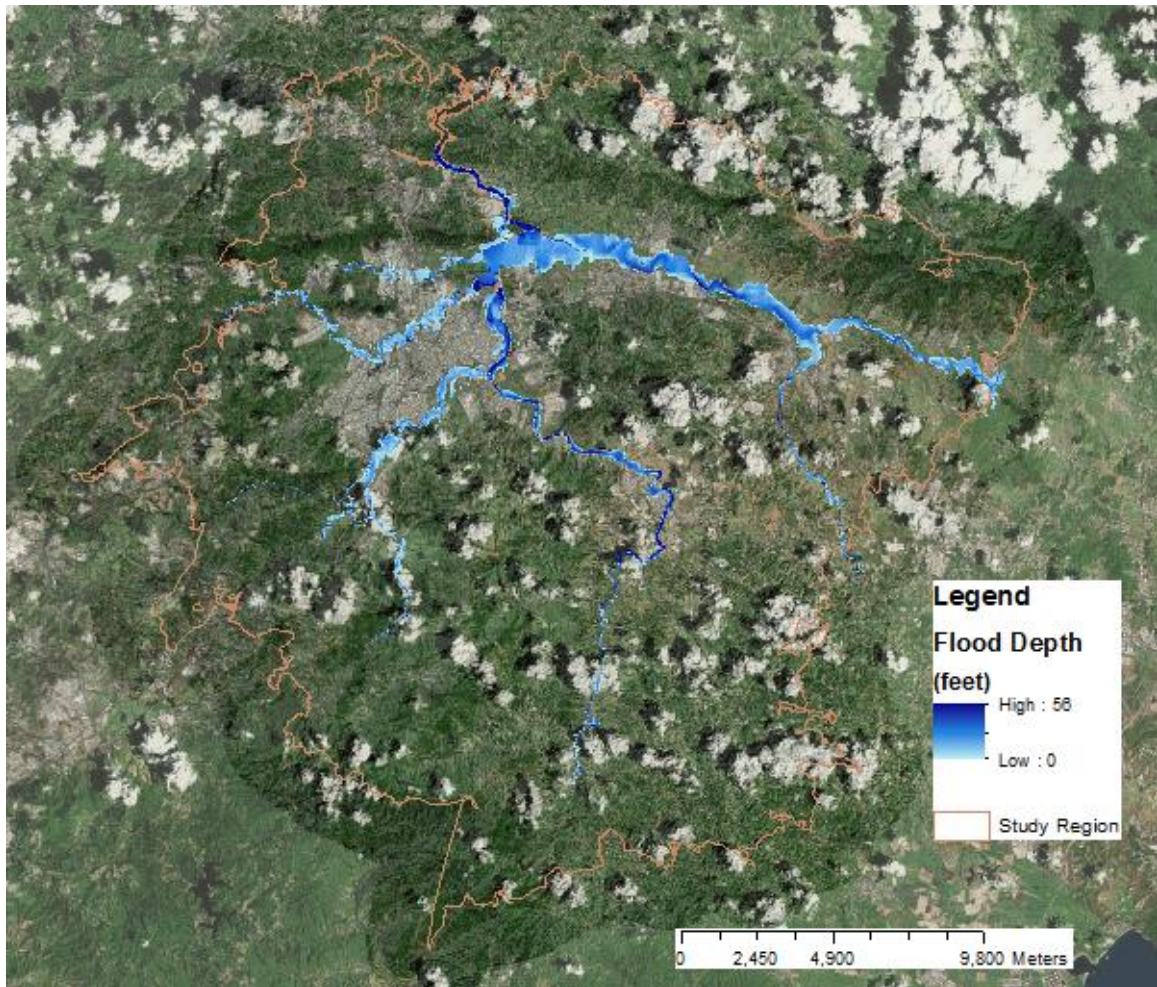 Legend
Flood Depth
(feet)
High : 56
Low : 0
Study Region
0 2,450 4,900 9,800 Meters